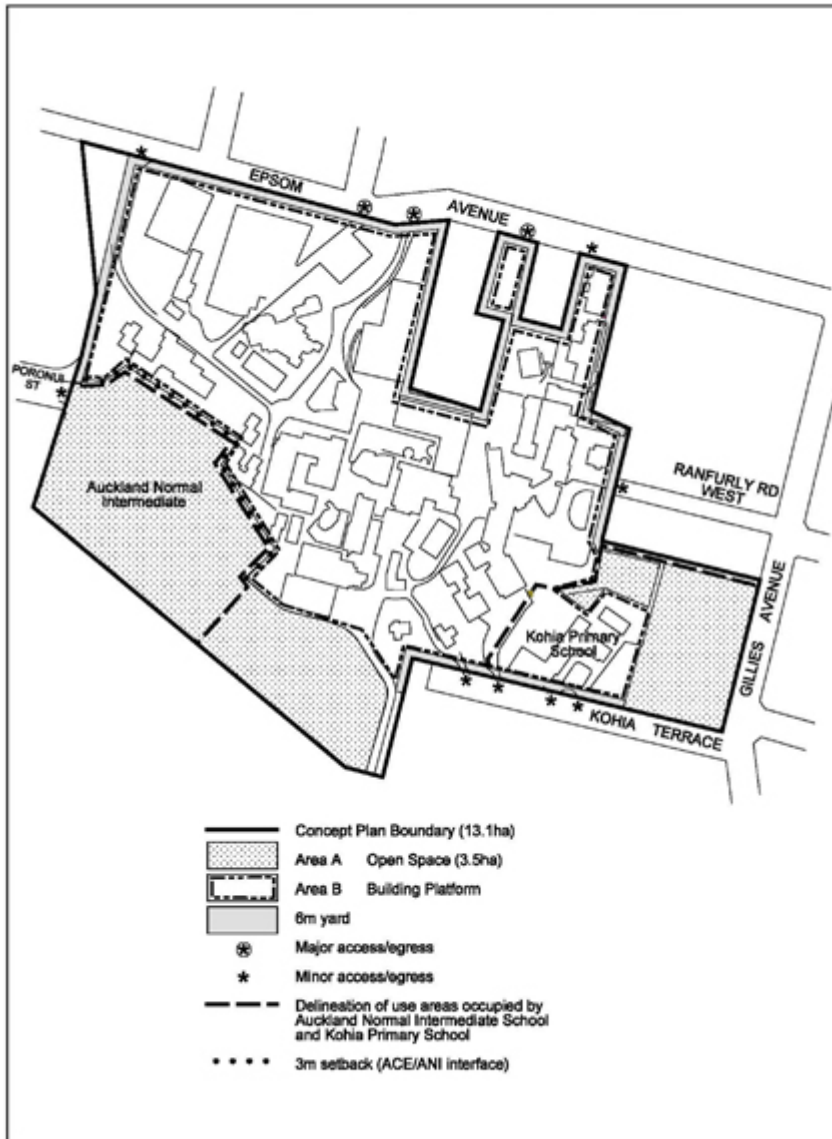 EPSOM
AVENUE
PORONUI
ST
Auckland Normal
Intermediate
RANFURLY RD
WEST
GILLIES AVENUE
Kohia Primary
School
KOHIA TERRACE
Concept Plan Boundary (13.1ha)
Area A Open Space (3.5ha)
Area B Building Platform
6m yard
Major access/egress
Minor access/egress
Delineation of use areas occupied by
Auckland Normal Intermediate School
and Kohia Primary School
3m setback (ACE/ANI interface)